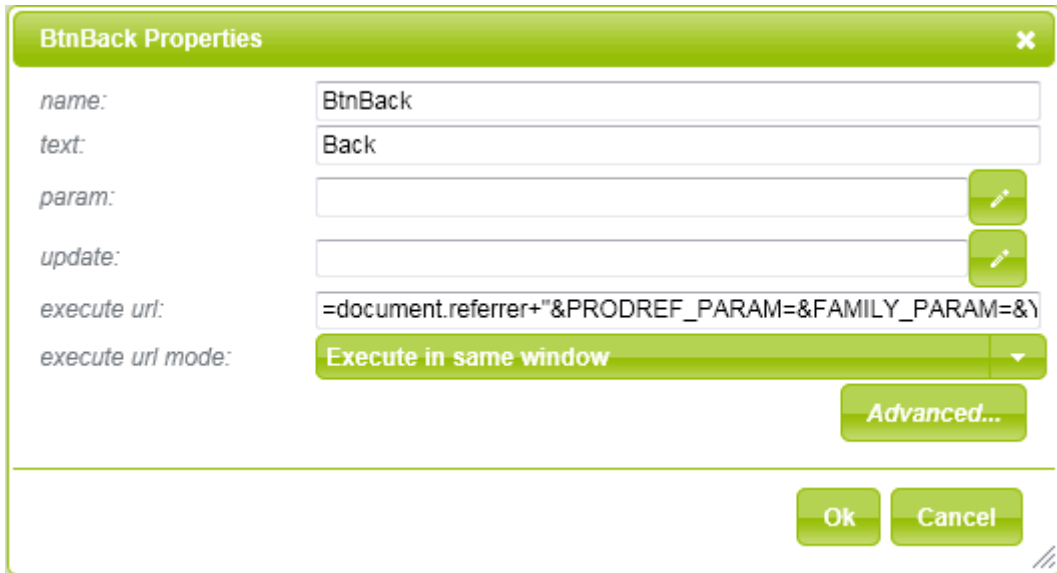 BtnBack Properties
name: BtnBack
text: Back
param:
update:
execute url: =document.referrer+"&PRODREF_PARAM=&FAMILY_PARAM=&Y
execute url mode: Execute in same window
Advanced...
Ok Cancel